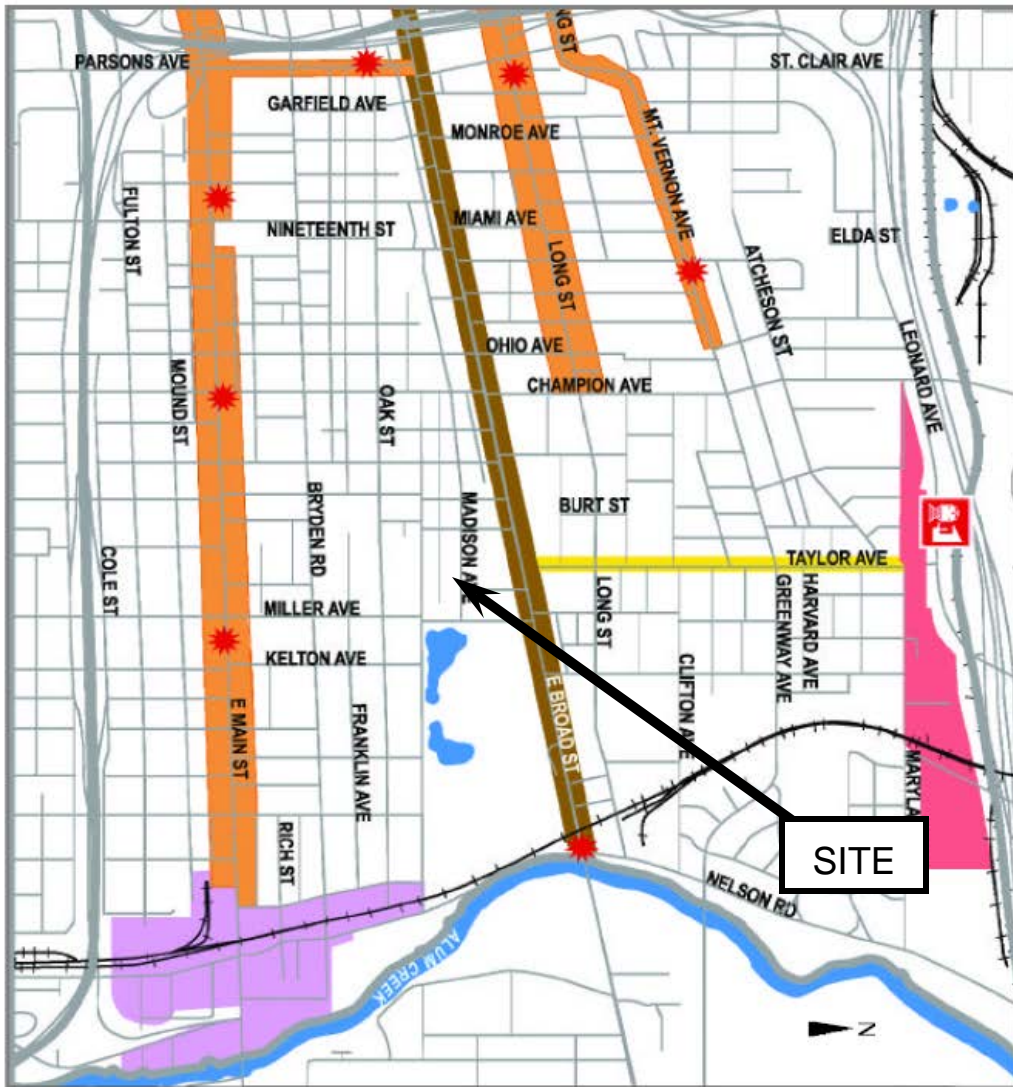 NG ST
PARSONS AVE
ST. CLAIR AVE
GARFIELD AVE
MONROE AVE
MT. VERNON AVE
FULTON ST
MIAMI AVE
NINETEENTH ST
ELDA ST
LONG ST
ATCHESON ST
OHIO AVE
LEONARD AVE
CHAMPION AVE
MOUND ST
OAK ST
BURT ST
BRYDEN RD
MADISON AVE
TAYLOR AVE
COLE ST
MILLER AVE
LONG ST
GREENWAY AVE
HARVARD AVE
KELTON AVE
CLIFTON AVE
E MAIN ST
E BROAD ST
FRANKLIN AVE
MARYLA
RICH ST
SITE
NELSON RD
ALUM CREEK
N